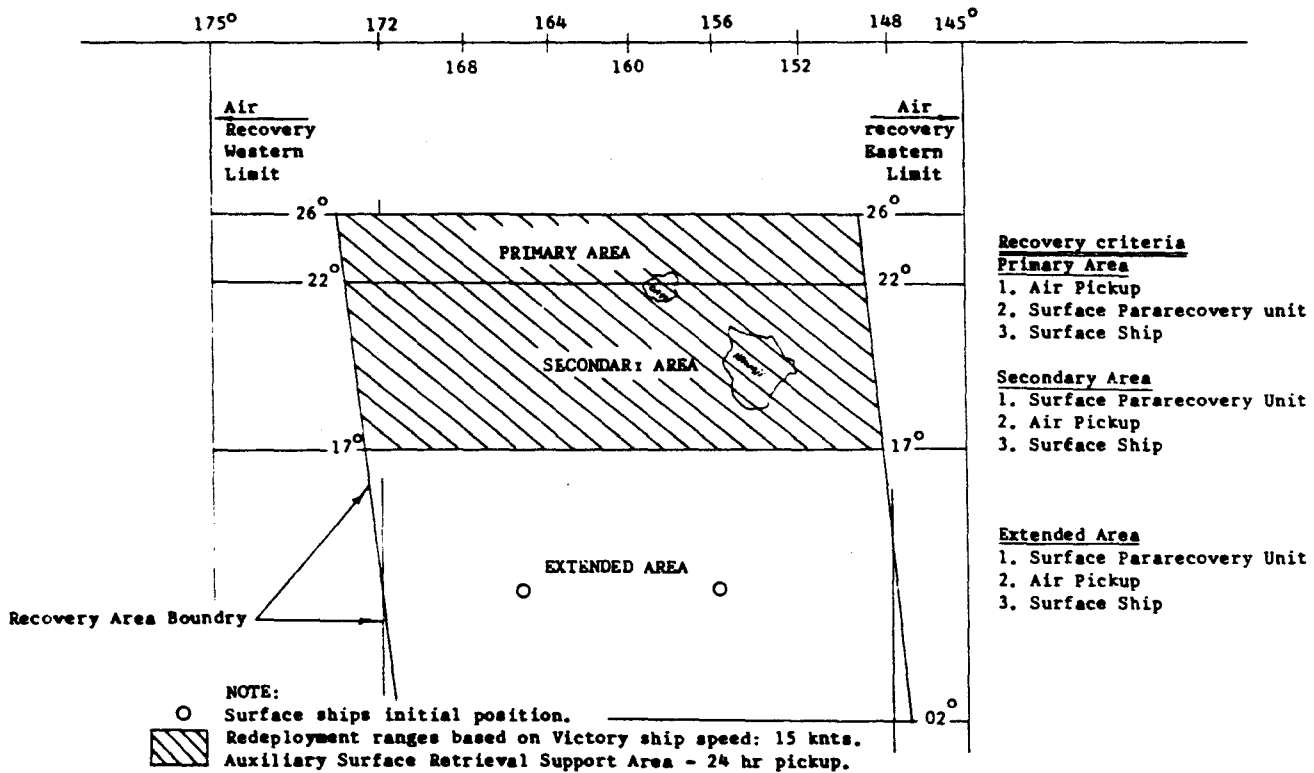 175° 172 164 156 148 145°
168 160 152
Air
Recovery
Western
Limit
Air
recovery
Eastern
Limit
26° 26°
PRIMARY AREA
22° 22°
SECONDARY AREA
Hawaii
17° 17°
EXTENDED AREA
Recovery Area Boundry
02°
Recovery criteria
Primary Area
1. Air Pickup
2. Surface Pararecovery unit
3. Surface Ship
Secondary Area
1. Surface Pararecovery Unit
2. Air Pickup
3. Surface Ship
Extended Area
1. Surface Pararecovery Unit
2. Air Pickup
3. Surface Ship
NOTE:
Surface ships initial position.
Redeployment ranges based on Victory ship speed: 15 knts.
Auxiliary Surface Retrieval Support Area - 24 hr pickup.